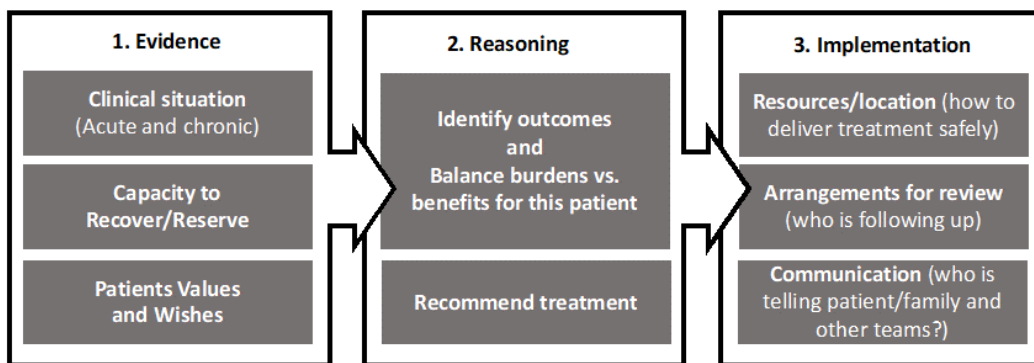 1. Evidence
Clinical situation
(Acute and chronic)
Capacity to
Recover/Reserve
Patients Values
and Wishes
2. Reasoning
Identify outcomes
and
Balance burdens vs.
benefits for this patient
Recommend treatment
3. Implementation
Resources/location (how to
deliver treatment safely)
Arrangements for review
(who is following up)
Communication (who is
telling patient/family and
other teams?)